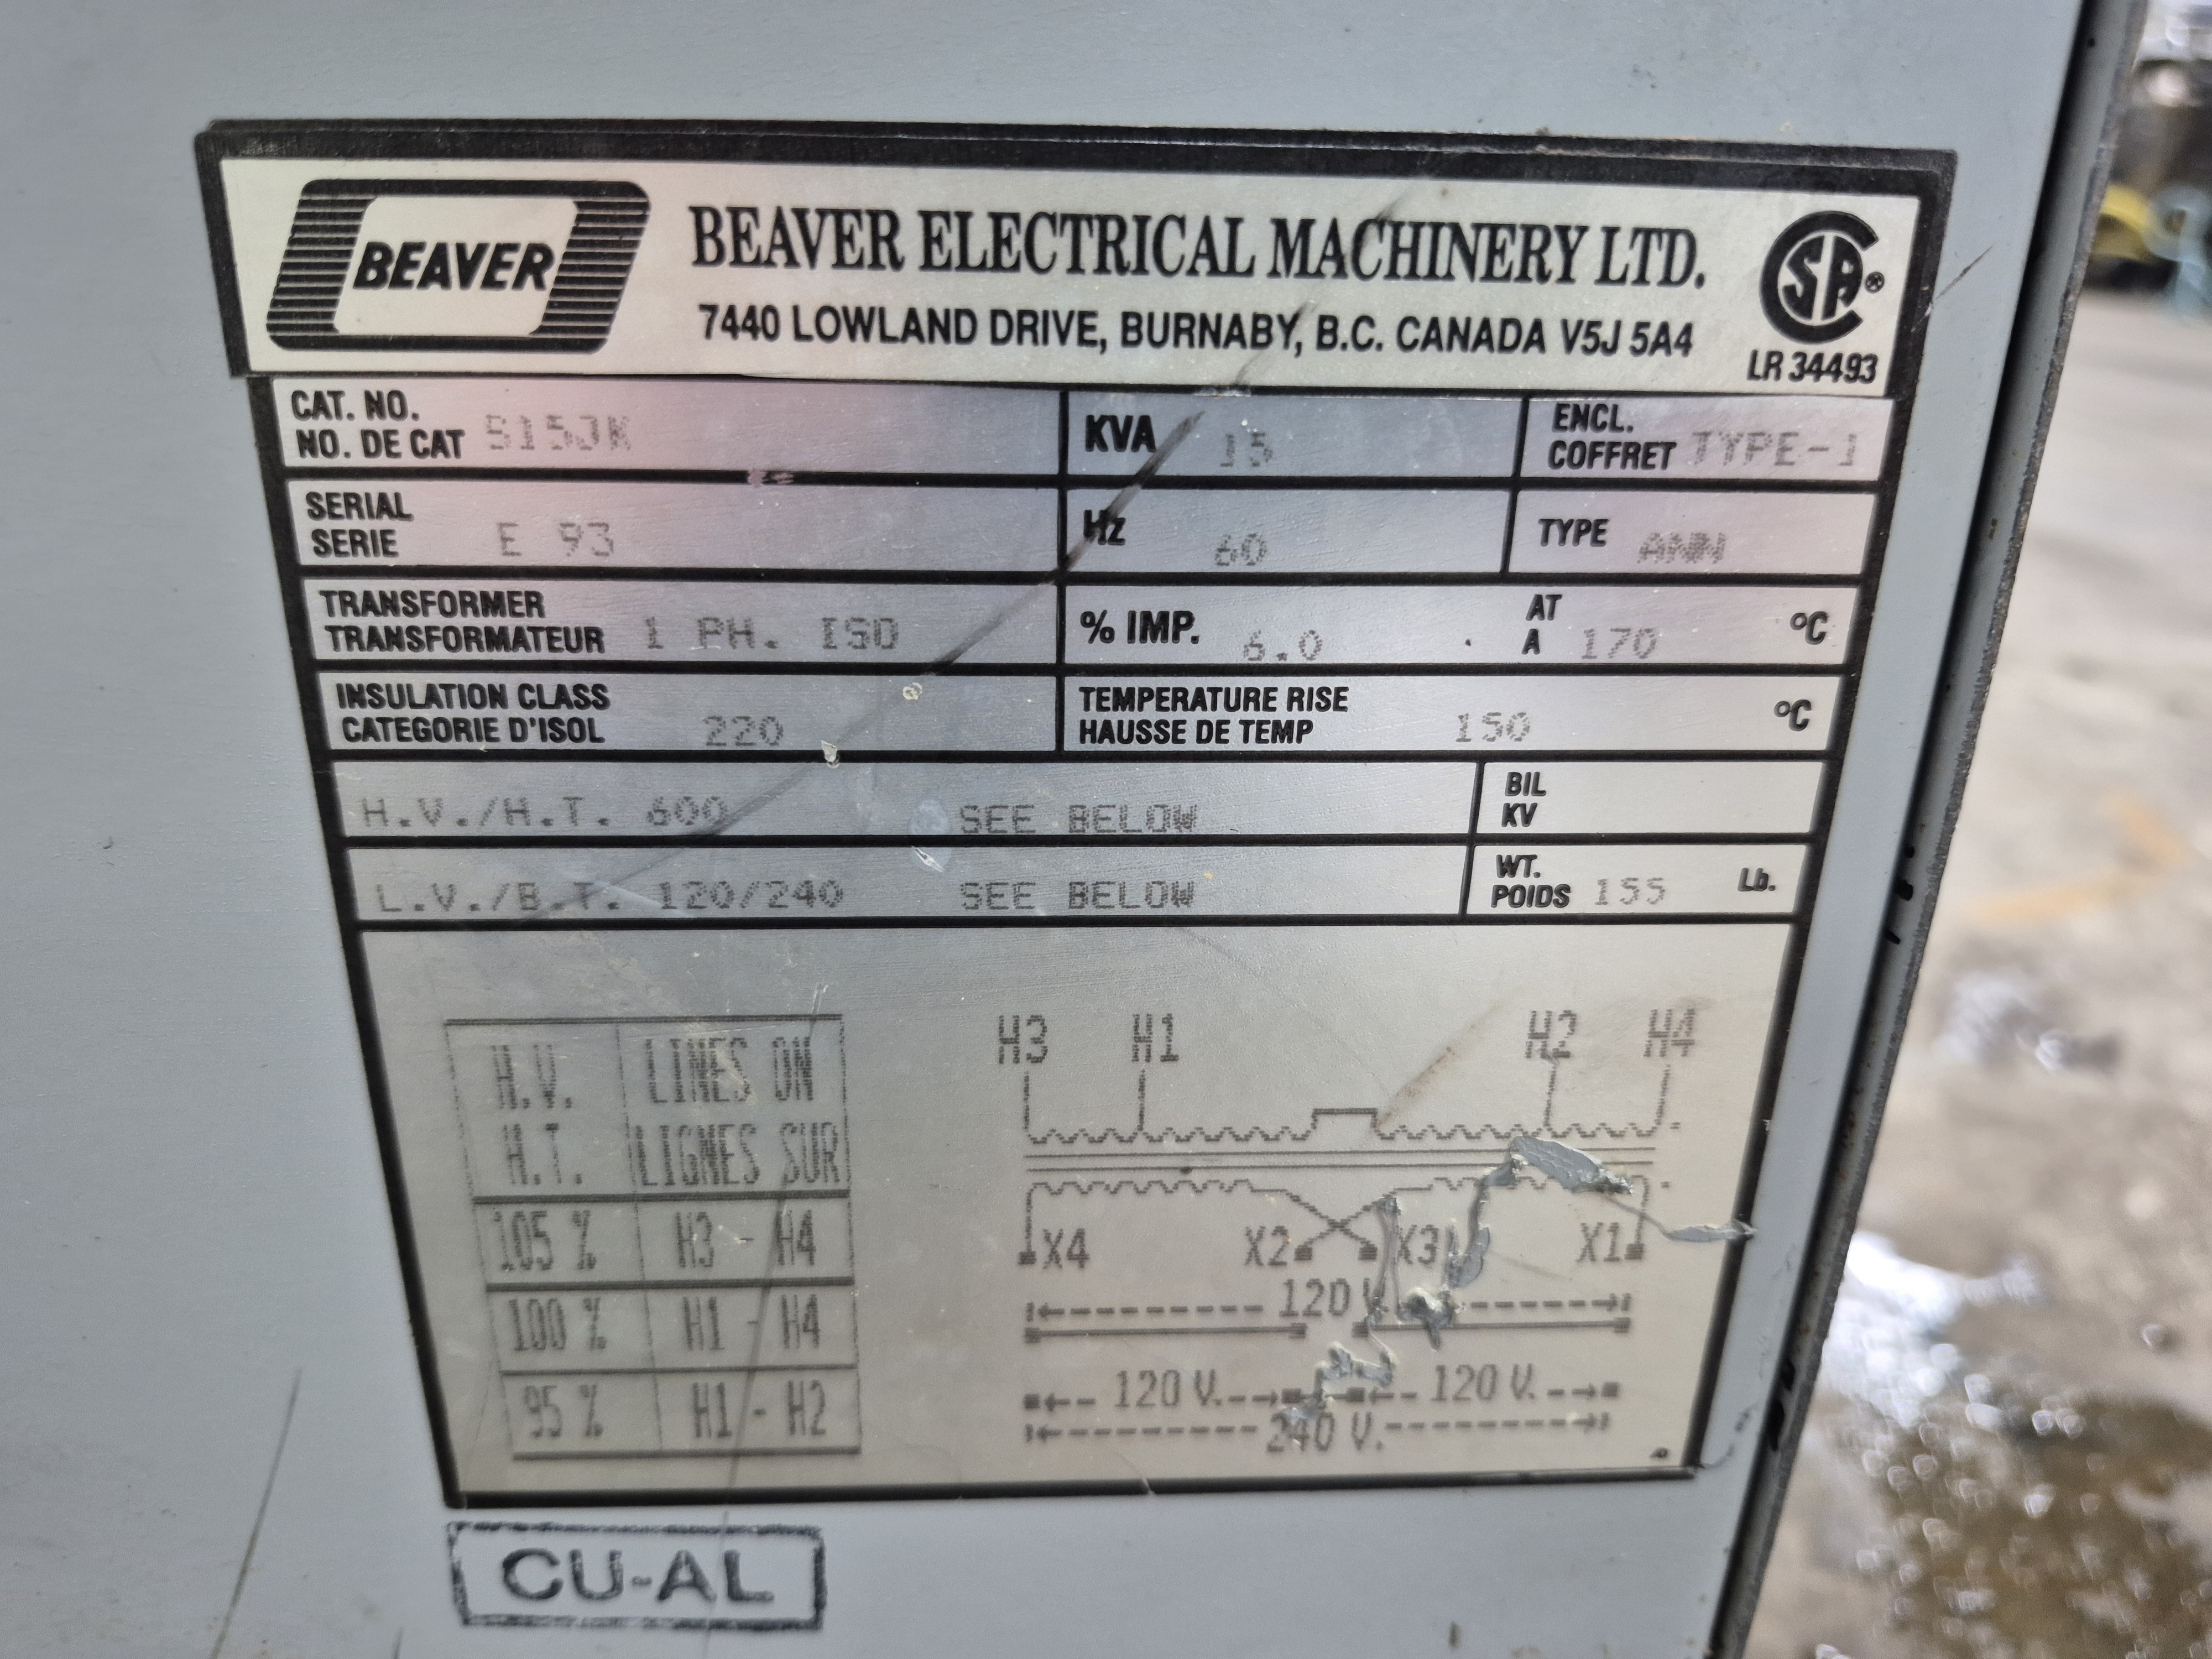 BEAVER
BEAVER ELECTRICAL MACHINERY LTD.
7440 LOWLAND DRIVE, BURNABY, B.C. CANADA V5J 5A4
CSA®
LR 34493
CAT. NO.
NO. DE CAT S15JK
KVA 15
ENCL.
COFFRET TYPE-1
SERIAL
SERIE E 93
Hz 60
TYPE ANN
TRANSFORMER
TRANSFORMATEUR 1 PH. ISO
% IMP. 6.0
AT
A 170 °C
INSULATION CLASS
CATEGORIE D'ISOL 220
TEMPERATURE RISE
HAUSSE DE TEMP 150 °C
H.V./H.T. 600 SEE BELOW
BIL
KV
L.V./B.T. 120/240 SEE BELOW
WT.
POIDS 155 Lb.
H.V. LINES ON
H.T. LIGNES SUR
105 % H3 - H4
100 % H1 - H4
95 % H1 - H2
H3 H1 H2 H4
X4 X2 X3 X1
120 V.
120 V. 120 V.
240 V.
CU-AL